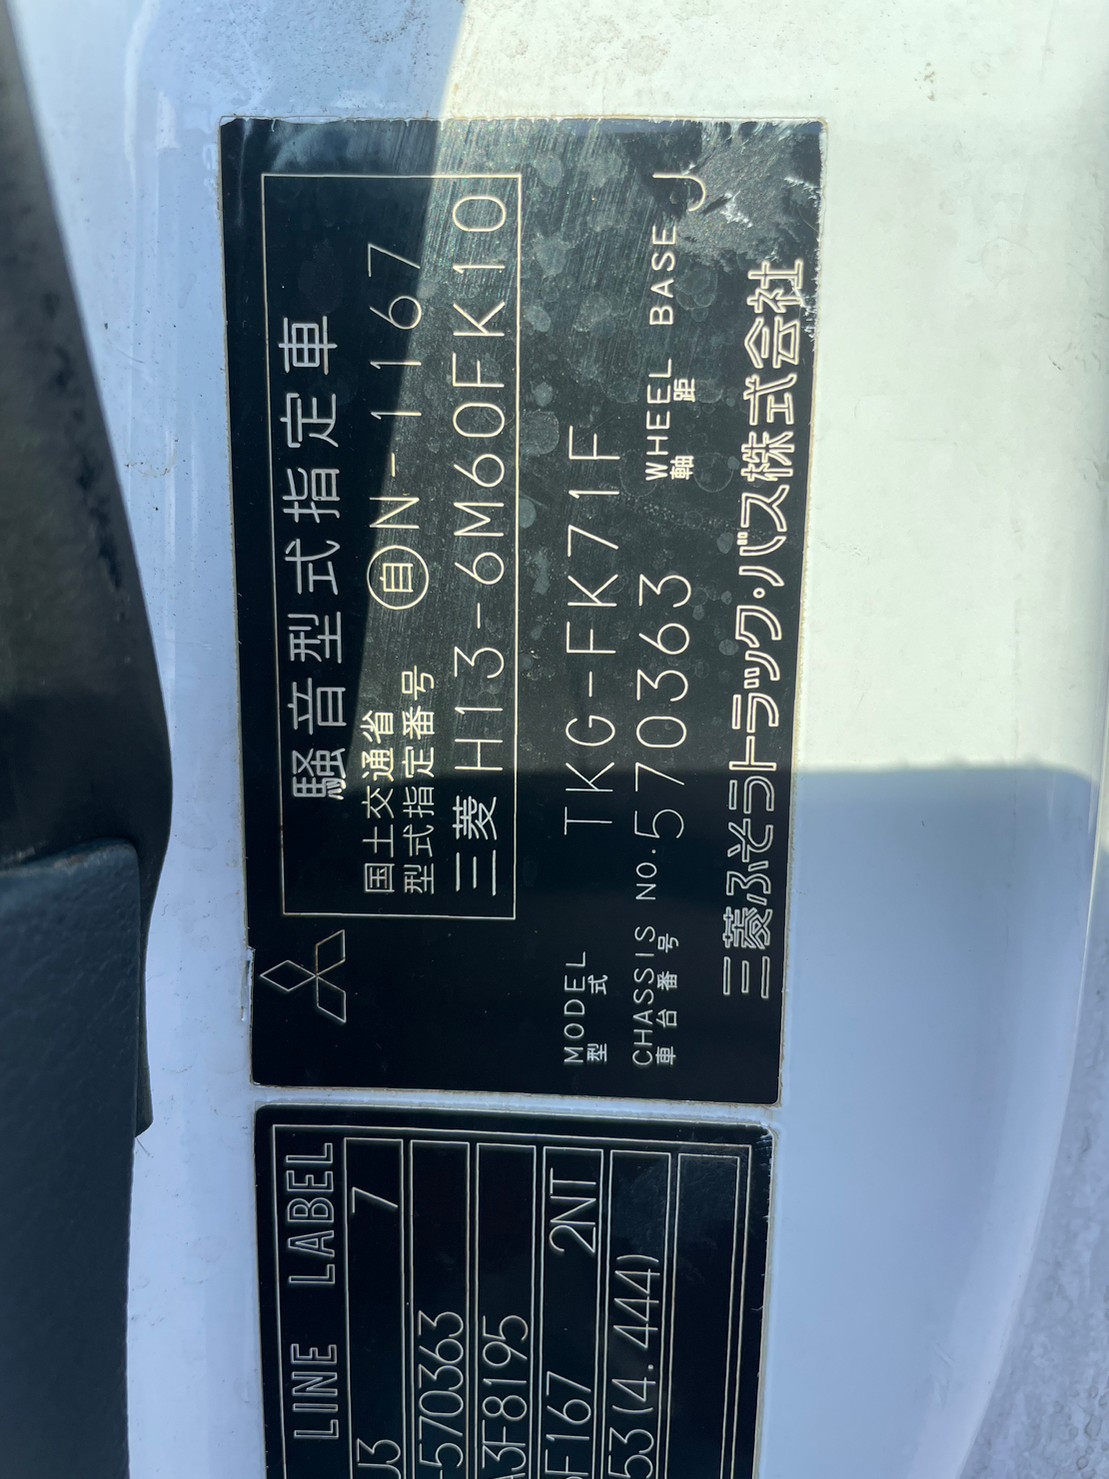 騒音型式指定車
国土交通省
型式指定番号 自N-1167
三菱 H13-6M60FK10
MODEL TKG-FK71F
型式
CHASSIS NO. 570363 WHEEL BASE J
車台番号 軸距
三菱ふそうトラック・バス株式会社
LINE LABEL
J3 7
-570363
A3F8195
F167 2NT
53(4.444)